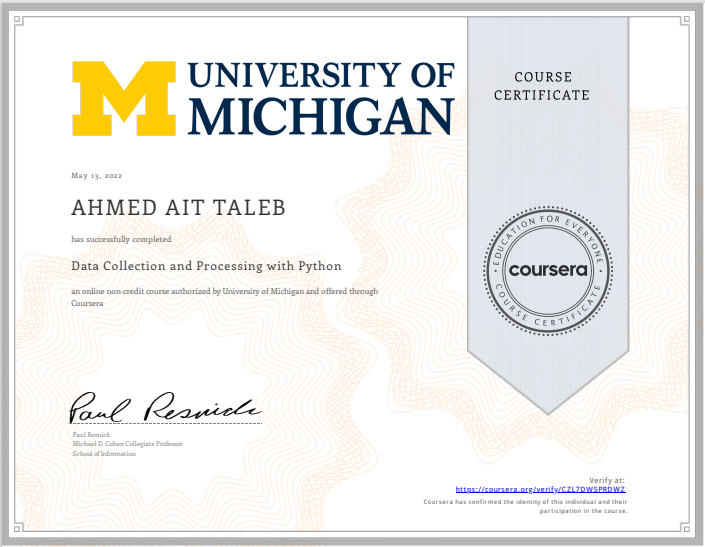 UNIVERSITY OF
MICHIGAN
COURSE
CERTIFICATE
May 13, 2022
AHMED AIT TALEB
has successfully completed
Data Collection and Processing with Python
an online non-credit course authorized by University of Michigan and offered through
Coursera
EDUCATION FOR EVERYONE
coursera
COURSE CERTIFICATE
Paul Resnick
Paul Resnick
Michael D. Cohen Collegiate Professor
School of Information
Verify at:
https://coursera.org/verify/CZL7DW5PRDWZ
Coursera has confirmed the identity of this individual and their
participation in the course.